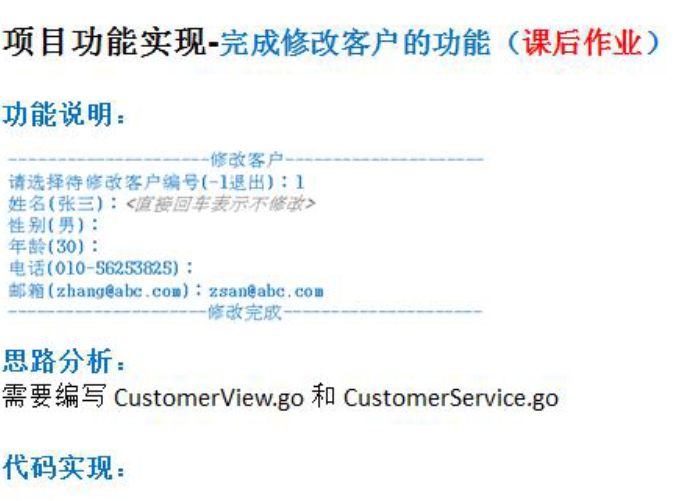 项目功能实现-完成修改客户的功能（课后作业）
功能说明：
---------------------修改客户---------------------
请选择待修改客户编号(-1退出)：1
姓名(张三)：<直接回车表示不修改>
性别(男)：
年龄(30)：
电话(010-56253825)：
邮箱(zhang@abc.com)：zsan@abc.com
---------------------修改完成---------------------
思路分析：
需要编写 CustomerView.go 和 CustomerService.go
代码实现：